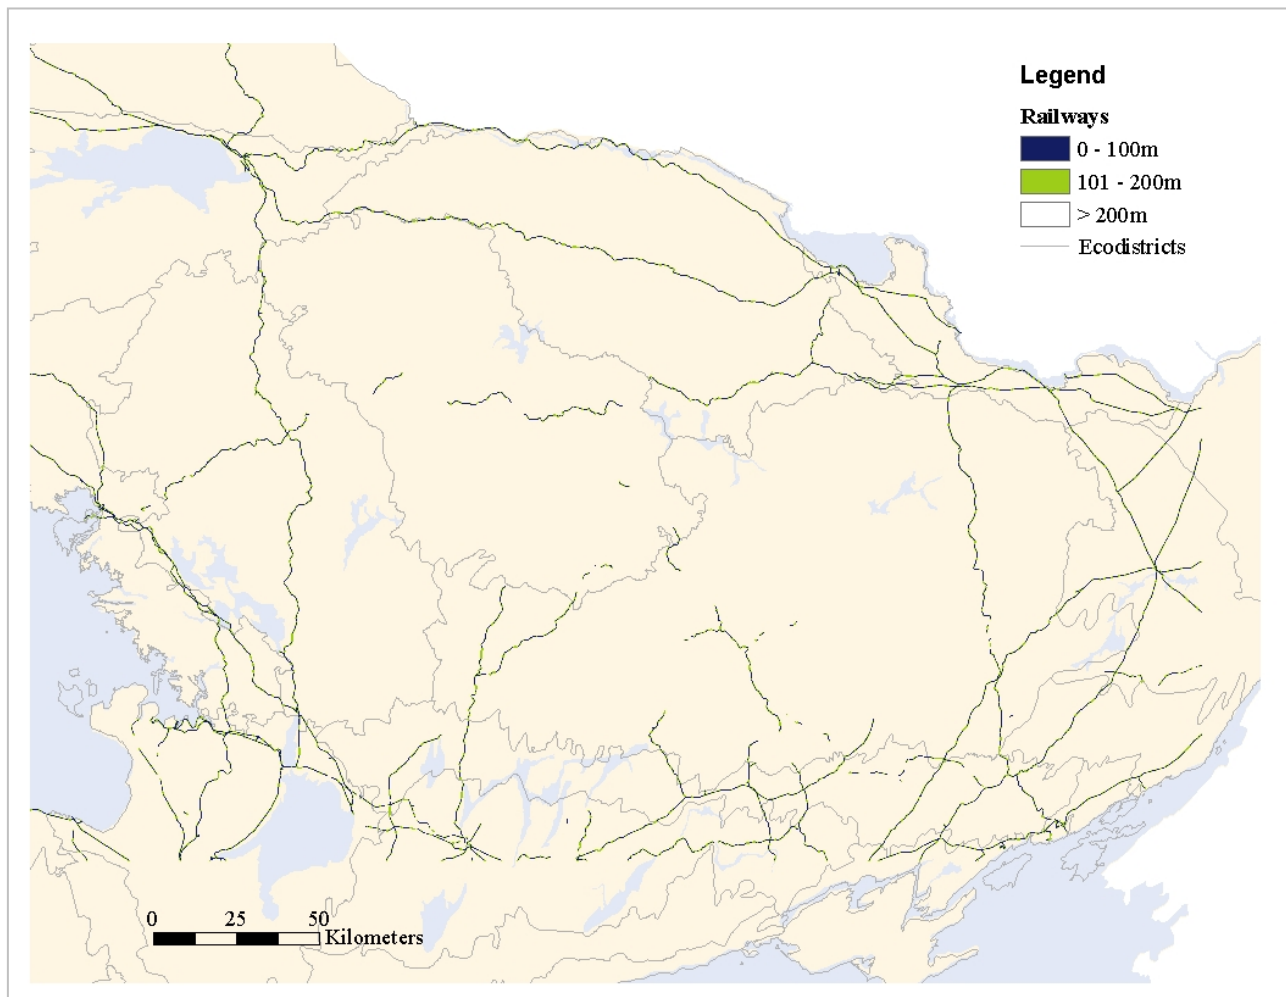 Legend
Railways
0 - 100m
101 - 200m
> 200m
Ecodistricts
0 25 50
Kilometers